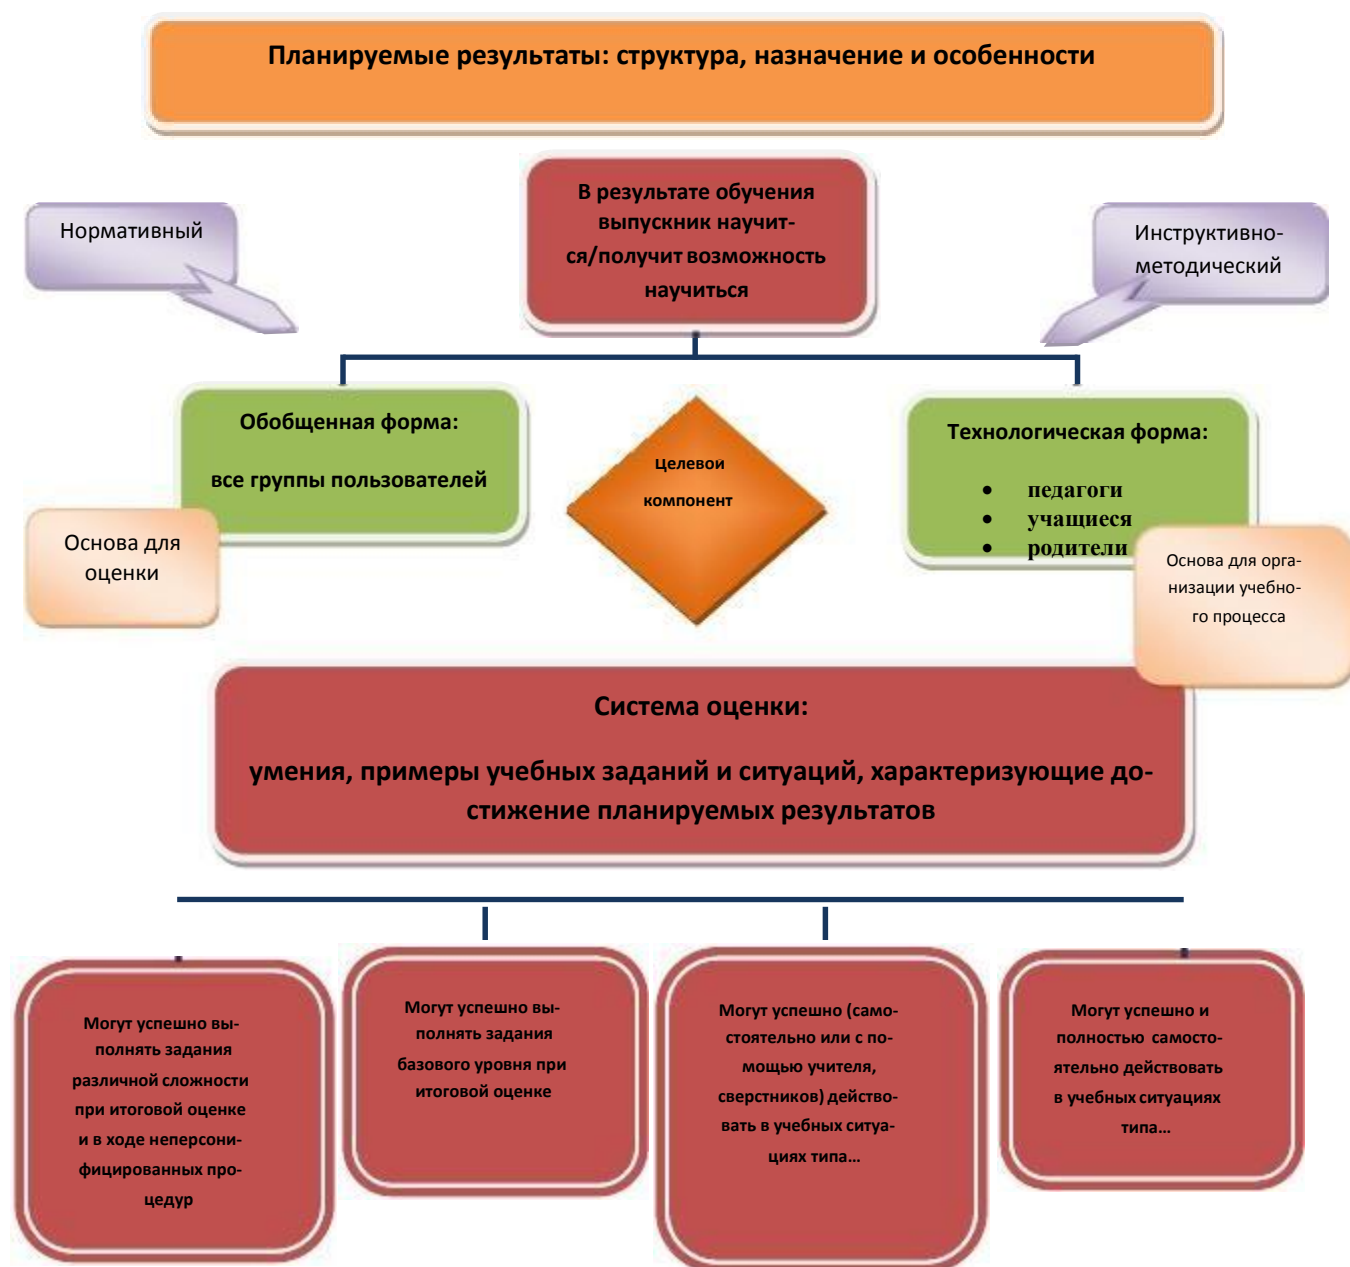 Планируемые результаты: структура, назначение и особенности
В результате обучения
выпускник научит-
ся/получит возможность
научиться
Нормативный
Инструктивно-
методический
Обобщенная форма:
все группы пользователей
Целевой
компонент
Технологическая форма:
• педагоги
• учащиеся
• родители
Основа для
оценки
Основа для орга-
низации учебно-
го процесса
Система оценки:
умения, примеры учебных заданий и ситуаций, характеризующие до-
стижение планируемых результатов
Могут успешно вы-
полнять задания
различной сложности
при итоговой оценке
и в ходе неперсони-
фицированных про-
цедур
Могут успешно вы-
полнять задания
базового уровня при
итоговой оценке
Могут успешно (само-
стоятельно или с по-
мощью учителя,
сверстников) действо-
вать в учебных ситуа-
циях типа…
Могут успешно и
полностью самосто-
ятельно действовать
в учебных ситуациях
типа…